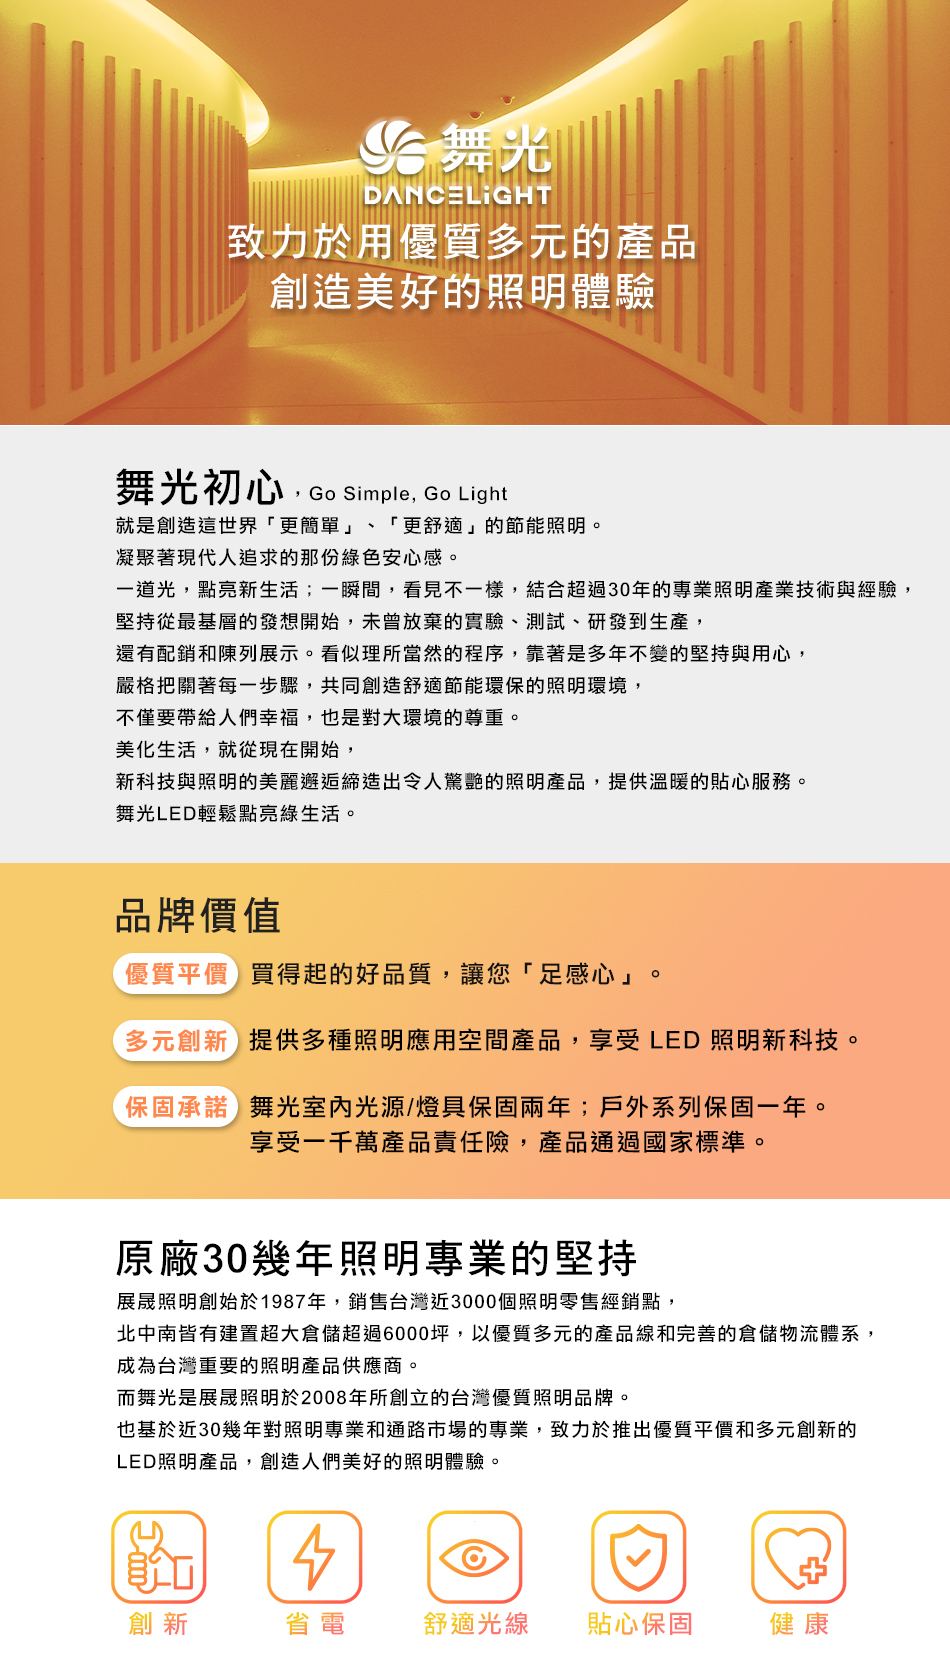 舞光
DANCELiGHT
致力於用優質多元的產品
創造美好的照明體驗
舞光初心，Go Simple, Go Light
就是創造這世界「更簡單」、「更舒適」的節能照明。
凝聚著現代人追求的那份綠色安心感。
一道光，點亮新生活；一瞬間，看見不一樣，結合超過30年的專業照明產業技術與經驗，
堅持從最基層的發想開始，未曾放棄的實驗、測試、研發到生產，
還有配銷和陳列展示。看似理所當然的程序，靠著是多年不變的堅持與用心，
嚴格把關著每一步驟，共同創造舒適節能環保的照明環境，
不僅要帶給人們幸福，也是對大環境的尊重。
美化生活，就從現在開始，
新科技與照明的美麗邂逅締造出令人驚艷的照明產品，提供溫暖的貼心服務。
舞光LED輕鬆點亮綠生活。
品牌價值
優質平價 買得起的好品質，讓您「足感心」。
多元創新 提供多種照明應用空間產品，享受 LED 照明新科技。
保固承諾 舞光室內光源/燈具保固兩年；戶外系列保固一年。
享受一千萬產品責任險，產品通過國家標準。
原廠30幾年照明專業的堅持
展晟照明創始於1987年，銷售台灣近3000個照明零售經銷點，
北中南皆有建置超大倉儲超過6000坪，以優質多元的產品線和完善的倉儲物流體系，
成為台灣重要的照明產品供應商。
而舞光是展晟照明於2008年所創立的台灣優質照明品牌。
也基於近30幾年對照明專業和通路市場的專業，致力於推出優質平價和多元創新的
LED照明產品，創造人們美好的照明體驗。
創新 省電 舒適光線 貼心保固 健康